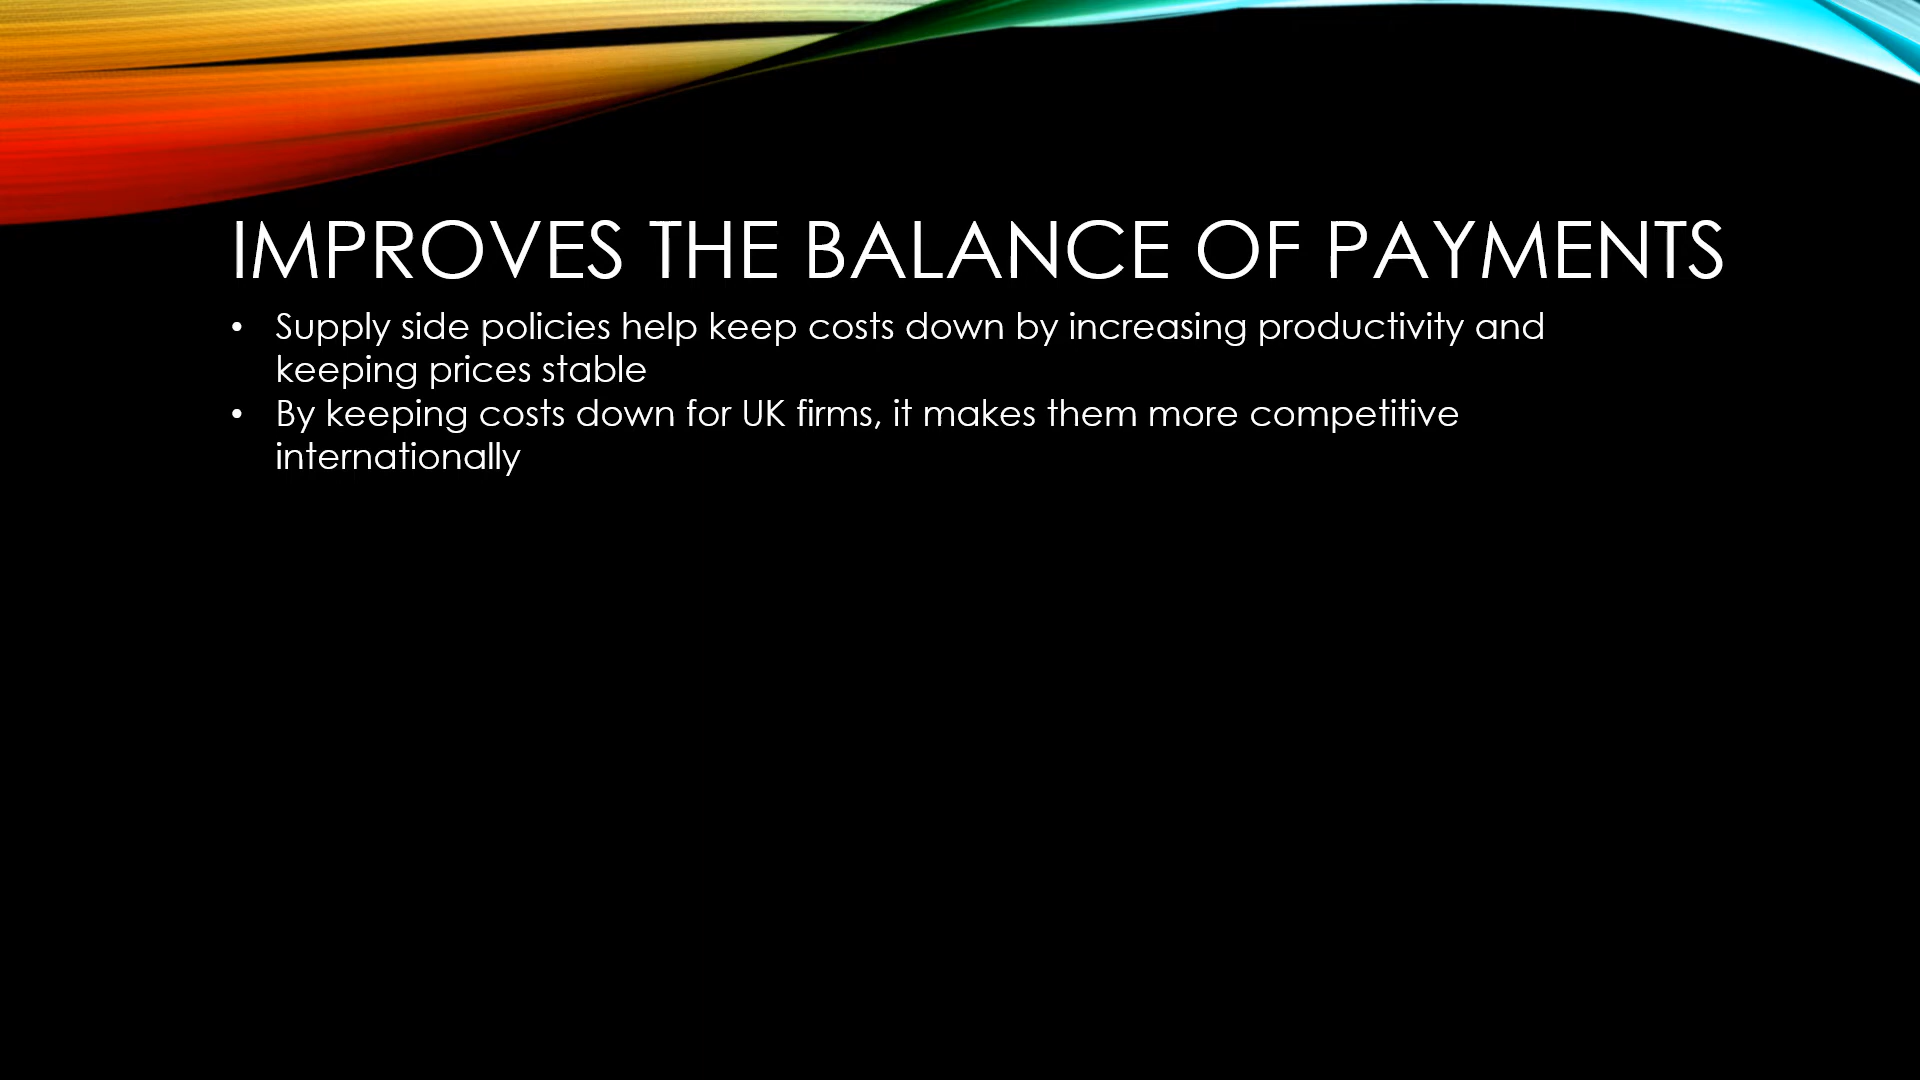 IMPROVES THE BALANCE OF PAYMENTS
• Supply side policies help keep costs down by increasing productivity and
keeping prices stable
• By keeping costs down for UK firms, it makes them more competitive
internationally